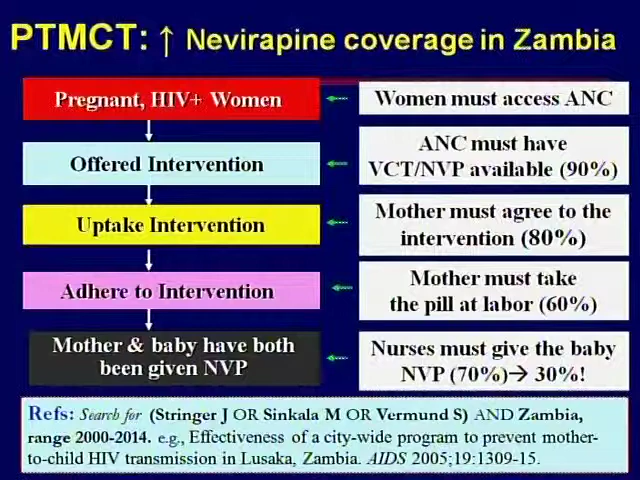 PTMCT: ↑ Nevirapine coverage in Zambia
Pregnant, HIV+ Women
Women must access ANC
Offered Intervention
ANC must have
VCT/NVP available (90%)
Uptake Intervention
Mother must agree to the
intervention (80%)
Adhere to Intervention
Mother must take
the pill at labor (60%)
Mother & baby have both
been given NVP
Nurses must give the baby
NVP (70%)→ 30%!
Refs: Search for (Stringer J OR Sinkala M OR Vermund S) AND Zambia,
range 2000-2014. e.g., Effectiveness of a city-wide program to prevent mother-
to-child HIV transmission in Lusaka, Zambia. AIDS 2005;19:1309-15.